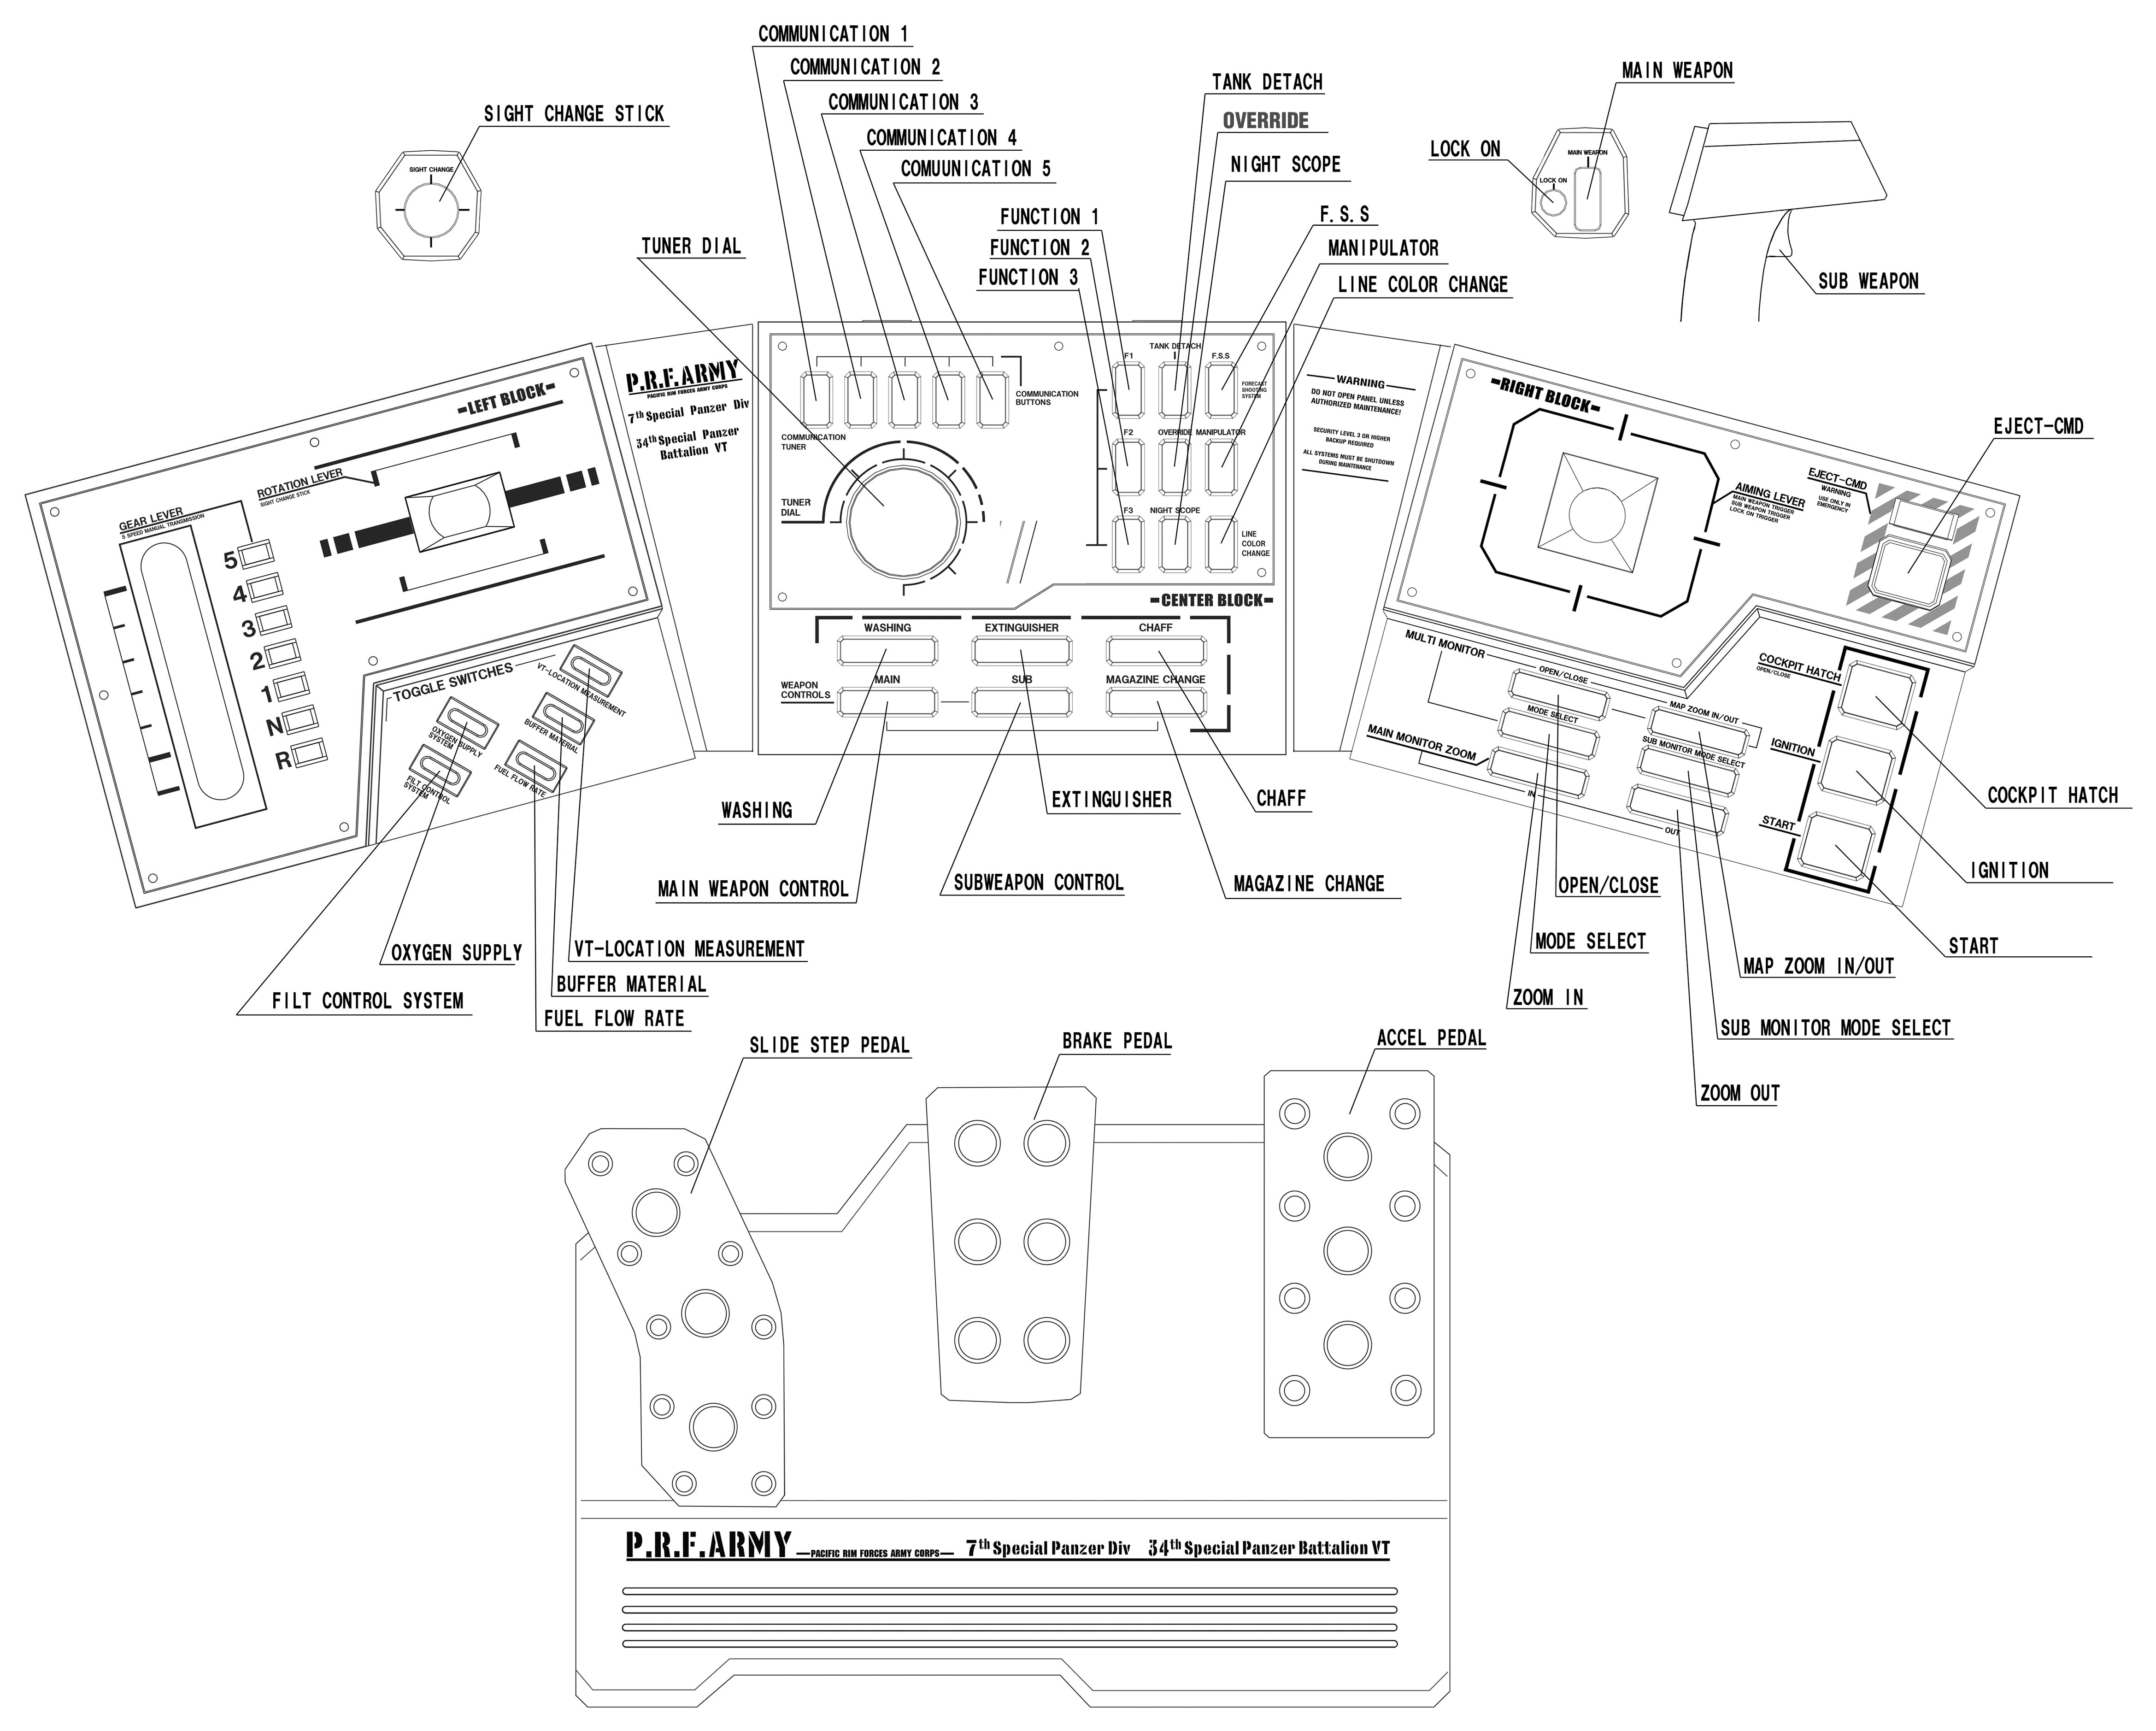 COMMUNICATION 1
COMMUNICATION 2
COMMUNICATION 3
COMMUNICATION 4
COMUUNICATION 5
TANK DETACH
OVERRIDE
NIGHT SCOPE
MAIN WEAPON
LOCK ON
SIGHT CHANGE STICK
SIGHT CHANGE
MAIN WEAPON
LOCK ON
SUB WEAPON
FUNCTION 1
FUNCTION 2
FUNCTION 3
F.S.S
MANIPULATOR
LINE COLOR CHANGE
TUNER DIAL
-LEFT BLOCK-
ROTATION LEVER
SIGHT CHANGE STICK
GEAR LEVER
5 SPEED MANUAL TRANSMISSION
5
4
3
2
1
N
R
TOGGLE SWITCHES
VT-LOCATION MEASUREMENT
BUFFER MATERIAL
FUEL FLOW RATE
OXYGEN SUPPLY
SYSTEM
FILT CONTROL
SYSTEM
P.R.F.ARMY
PACIFIC RIM FORCES ARMY CORPS
7th Special Panzer Div
34th Special Panzer
Battalion VT
COMMUNICATION
BUTTONS
COMMUNICATION
TUNER
TUNER
DIAL
F1
TANK DETACH
F.S.S
FORECAST
SHOOTING
SYSTEM
F2
OVERRIDE
MANIPULATOR
F3
NIGHT SCOPE
LINE
COLOR
CHANGE
-CENTER BLOCK-
WASHING
EXTINGUISHER
CHAFF
WEAPON
CONTROLS
MAIN
SUB
MAGAZINE CHANGE
WARNING
DO NOT OPEN PANEL UNLESS
AUTHORIZED MAINTENANCE!
SECURITY LEVEL 3 OR HIGHER
BACKUP REQUIRED
ALL SYSTEMS MUST BE SHUTDOWN
DURING MAINTENANCE
-RIGHT BLOCK-
AIMING LEVER
MAIN WEAPON TRIGGER
SUB WEAPON TRIGGER
LOCK ON TRIGGER
EJECT-CMD
WARNING
USE ONLY IN
EMERGENCY
EJECT-CMD
MULTI MONITOR
OPEN/CLOSE
MODE SELECT
MAP ZOOM IN/OUT
SUB MONITOR MODE SELECT
MAIN MONITOR ZOOM
IN
OUT
COCKPIT HATCH
OPEN/CLOSE
IGNITION
START
WASHING
EXTINGUISHER
CHAFF
MAIN WEAPON CONTROL
SUBWEAPON CONTROL
MAGAZINE CHANGE
COCKPIT HATCH
IGNITION
START
OPEN/CLOSE
MODE SELECT
ZOOM IN
MAP ZOOM IN/OUT
SUB MONITOR MODE SELECT
ZOOM OUT
OXYGEN SUPPLY
FILT CONTROL SYSTEM
VT-LOCATION MEASUREMENT
BUFFER MATERIAL
FUEL FLOW RATE
SLIDE STEP PEDAL
BRAKE PEDAL
ACCEL PEDAL
P.R.F.ARMY —PACIFIC RIM FORCES ARMY CORPS— 7th Special Panzer Div 34th Special Panzer Battalion VT